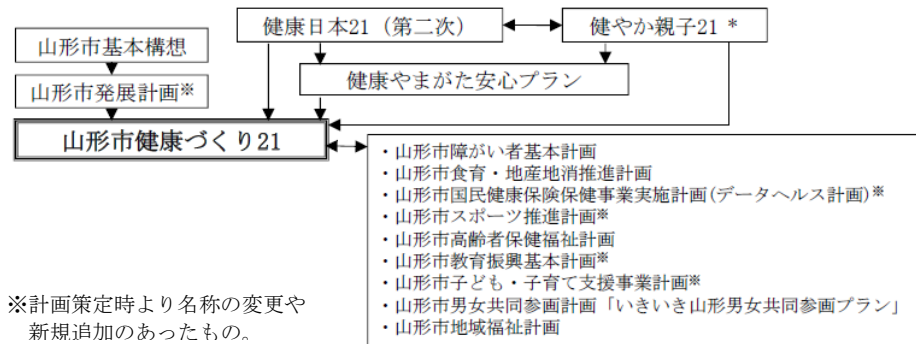 健康日本21（第二次）
健やか親子21 *
山形市基本構想
健康やまがた安心プラン
山形市発展計画※
山形市健康づくり21
・山形市障がい者基本計画
・山形市食育・地産地消推進計画
・山形市国民健康保険保健事業実施計画(データヘルス計画)※
・山形市スポーツ推進計画※
・山形市高齢者保健福祉計画
・山形市教育振興基本計画※
・山形市子ども・子育て支援事業計画※
・山形市男女共同参画計画「いきいき山形男女共同参画プラン」
・山形市地域福祉計画
※計画策定時より名称の変更や
新規追加のあったもの。